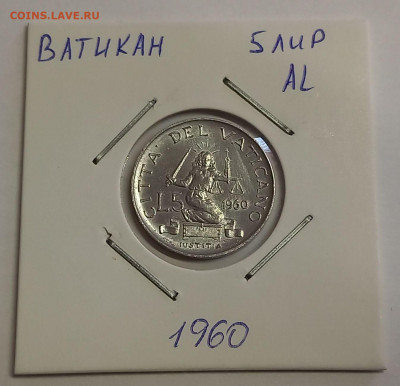 COINS.LAVE.RU
ВАТИКАН 5 ЛИР
AL
CITTA' DEL VATICANO
L.5 1960
IUSTITIA
1960